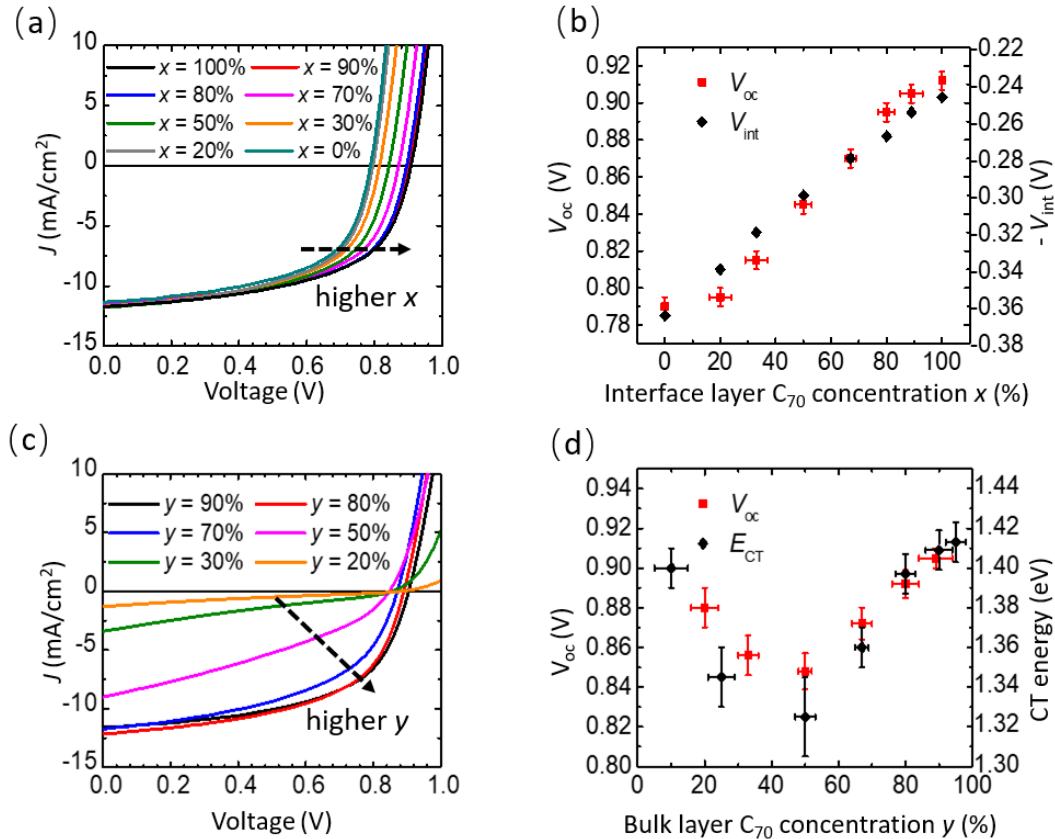 (a)
10
5
0
-5
-10
-15
J (mA/cm2)
x = 100% x = 90%
x = 80% x = 70%
x = 50% x = 30%
x = 20% x = 0%
higher x
0.0 0.2 0.4 0.6 0.8 1.0
Voltage (V)
(b)
0.92
0.90
0.88
0.86
0.84
0.82
0.80
0.78
Voc (V)
Voc
Vint
-0.22
-0.24
-0.26
-0.28
-0.30
-0.32
-0.34
-0.36
-0.38
- Vint (V)
0 20 40 60 80 100
Interface layer C70 concentration x (%)
(c)
10
5
0
-5
-10
-15
J (mA/cm2)
y = 90% y = 80%
y = 70% y = 50%
y = 30% y = 20%
higher y
0.0 0.2 0.4 0.6 0.8 1.0
Voltage (V)
(d)
0.94
0.92
0.90
0.88
0.86
0.84
0.82
0.80
Voc (V)
Voc
ECT
1.44
1.42
1.40
1.38
1.36
1.34
1.32
1.30
CT energy (eV)
0 20 40 60 80 100
Bulk layer C70 concentration y (%)